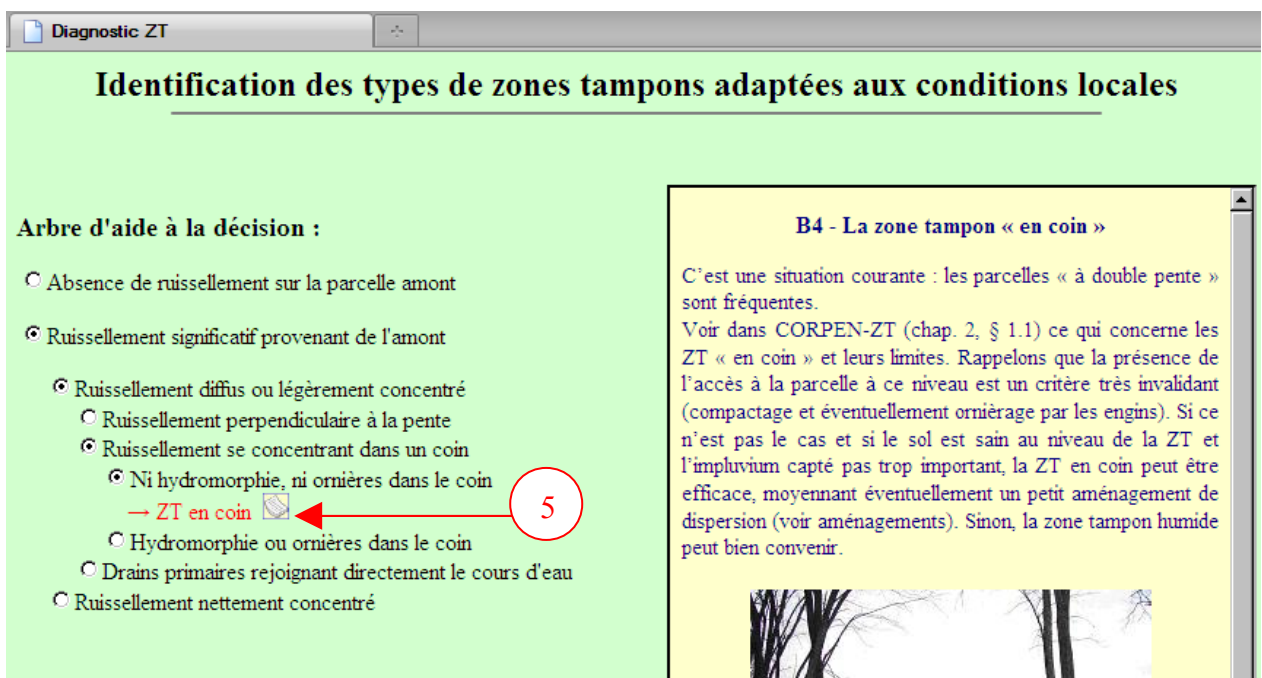 Diagnostic ZT
Identification des types de zones tampons adaptées aux conditions locales
Arbre d'aide à la décision :
Absence de ruissellement sur la parcelle amont
Ruissellement significatif provenant de l'amont
Ruissellement diffus ou légèrement concentré
Ruissellement perpendiculaire à la pente
Ruissellement se concentrant dans un coin
Ni hydromorphie, ni ornières dans le coin
→ ZT en coin
5
Hydromorphie ou ornières dans le coin
Drains primaires rejoignant directement le cours d'eau
Ruissellement nettement concentré
B4 - La zone tampon « en coin »
C'est une situation courante : les parcelles « à double pente »
sont fréquentes.
Voir dans CORPEN-ZT (chap. 2, § 1.1) ce qui concerne les
ZT « en coin » et leurs limites. Rappelons que la présence de
l'accès à la parcelle à ce niveau est un critère très invalidant
(compactage et éventuellement ornièrage par les engins). Si ce
n'est pas le cas et si le sol est sain au niveau de la ZT et
l'impluvium capté pas trop important, la ZT en coin peut être
efficace, moyennant éventuellement un petit aménagement de
dispersion (voir aménagements). Sinon, la zone tampon humide
peut bien convenir.